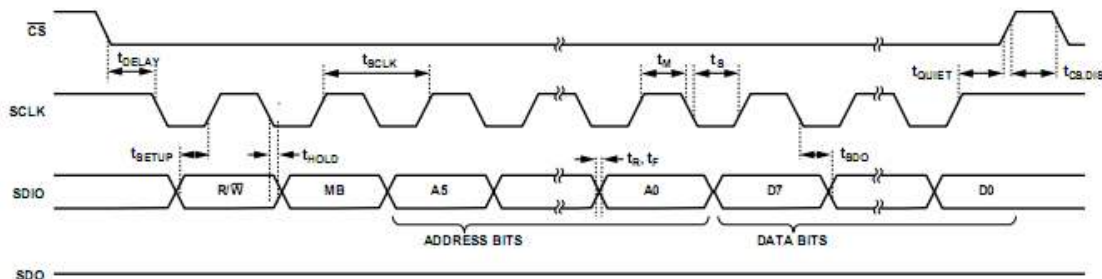 CS
tDELAY
tSCLK
tM
tS
tQUIET
tCS,DIS
SCLK
tSETUP
tHOLD
tR, tF
tSDO
SDIO
R/W
MB
A5
A0
D7
D0
ADDRESS BITS
DATA BITS
SDO